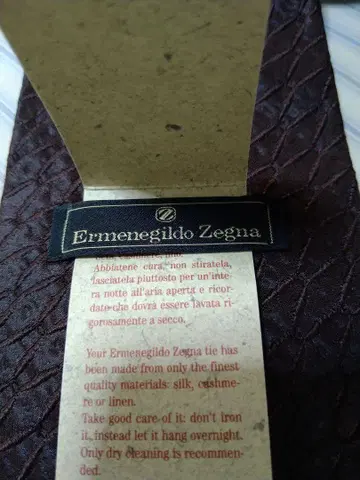 Ermenegildo Zegna
Abbiatene cura, non stiratela,
lasciatela piuttosto per un'inte-
ra notte all'aria aperta e ricor-
date che dovrà essere lavata ri-
gorosamente a secco.
Your Ermenegildo Zegna tie has
been made from only the finest
quality materials: silk, cashme-
re or linen.
Take good care of it: don't iron
it, instead let it hang overnight.
Only dry cleaning is recommen-
ded.